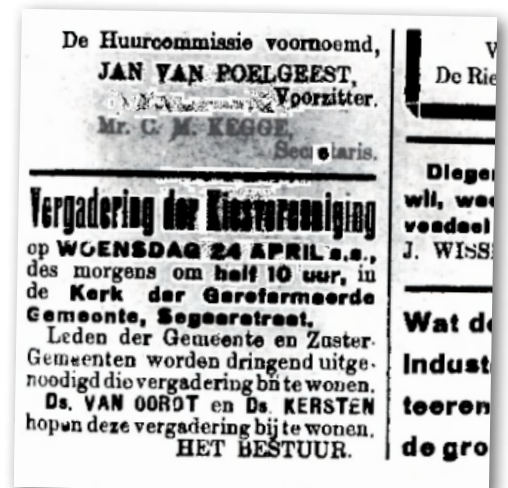 De Huurcommissie voornoemd,
JAN VAN POELGEEST,
Voorzitter.
Mr. C. M. KEGGE,
Secretaris.
Vergadering der Kiesvereeniging
op WOENSDAG 24 APRIL a.s.,
des morgens om half 10 uur, in
de Kerk der Gereformeerde
Gemeente, Segeerstraat.
Leden der Gemeente en Zuster-
Gemeenten worden dringend uitge-
noodigd die vergadering bij te wonen.
Ds. VAN OORDT en Ds. KERSTEN
hopen deze vergadering bij te wonen.
HET BESTUUR.
V
De Rie
Dieger
wil, wo
J. WISS
Wat de
Indust
teeren
de gro